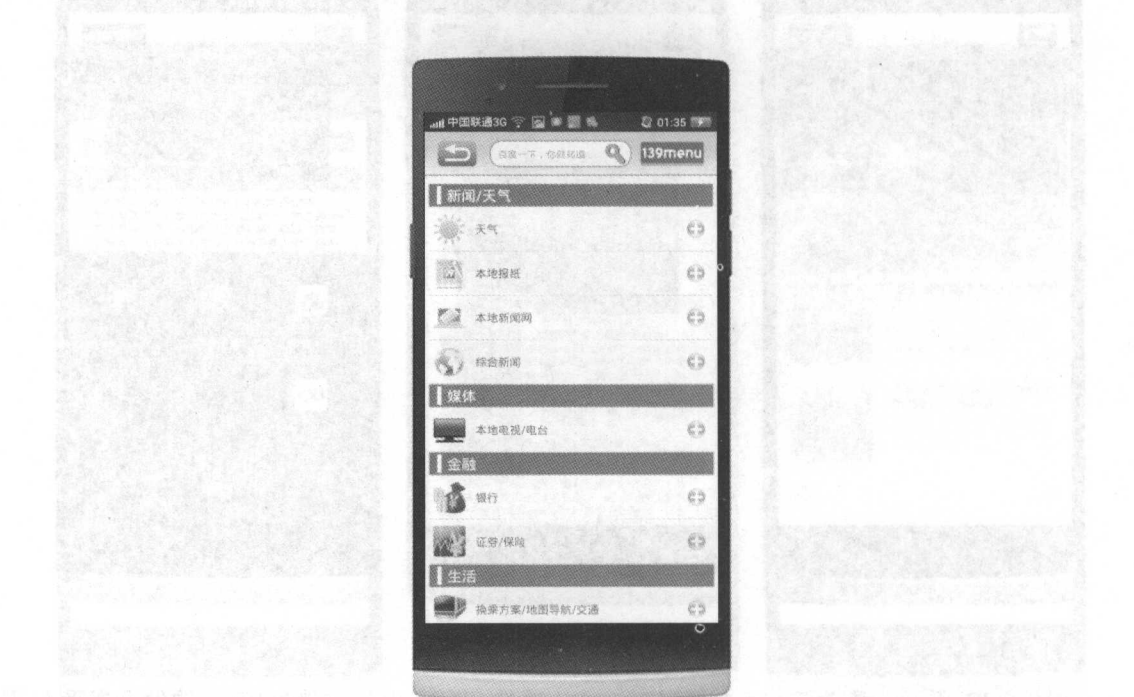 中国联通3G 01:35
百度一下，你就知道 139menu
新闻/天气
天气
本地报纸
本地新闻网
综合新闻
媒体
本地电视/电台
金融
银行
证券/保险
生活
换乘方案/地图导航/交通